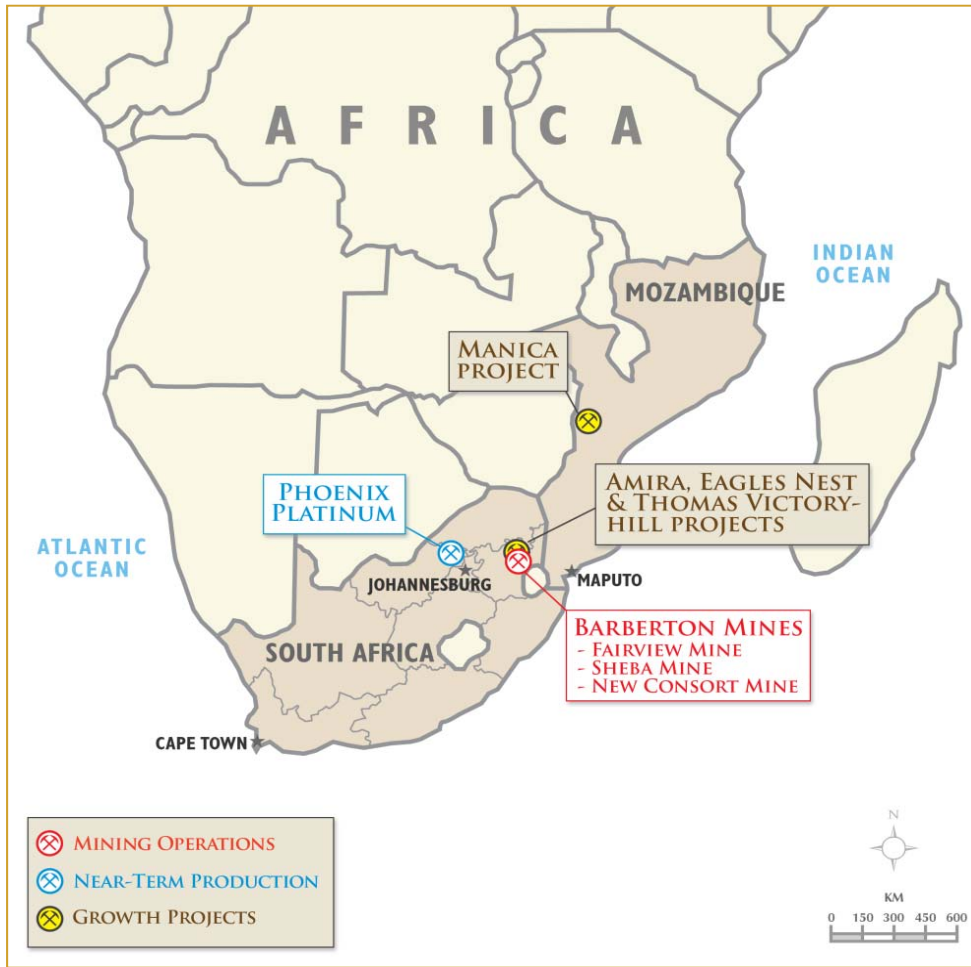 AFRICA
INDIAN
OCEAN
MOZAMBIQUE
MANICA
PROJECT
PHOENIX
PLATINUM
AMIRA, EAGLES NEST
& THOMAS VICTORY-
HILL PROJECTS
ATLANTIC
OCEAN
JOHANNESBURG
MAPUTO
BARBERTON MINES
- FAIRVIEW MINE
- SHEBA MINE
- NEW CONSORT MINE
SOUTH AFRICA
CAPE TOWN
MINING OPERATIONS
NEAR-TERM PRODUCTION
GROWTH PROJECTS
N
KM
0 150 300 450 600